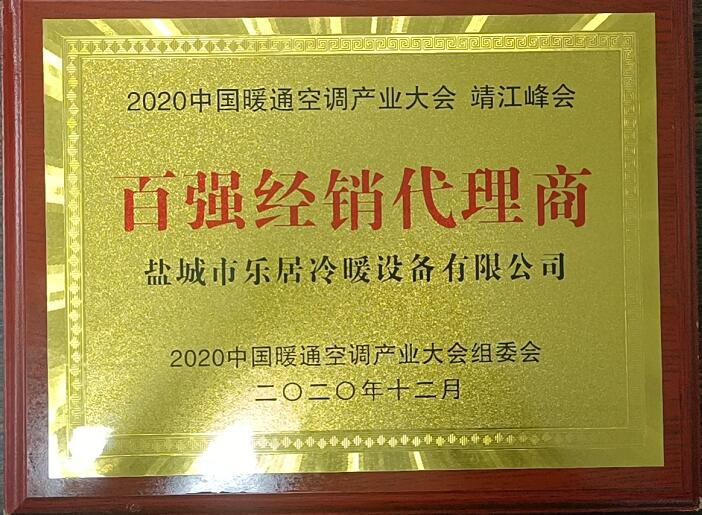 2020中国暖通空调产业大会 靖江峰会
百强经销代理商
盐城市乐居冷暖设备有限公司
2020中国暖通空调产业大会组委会
二〇二〇年十二月